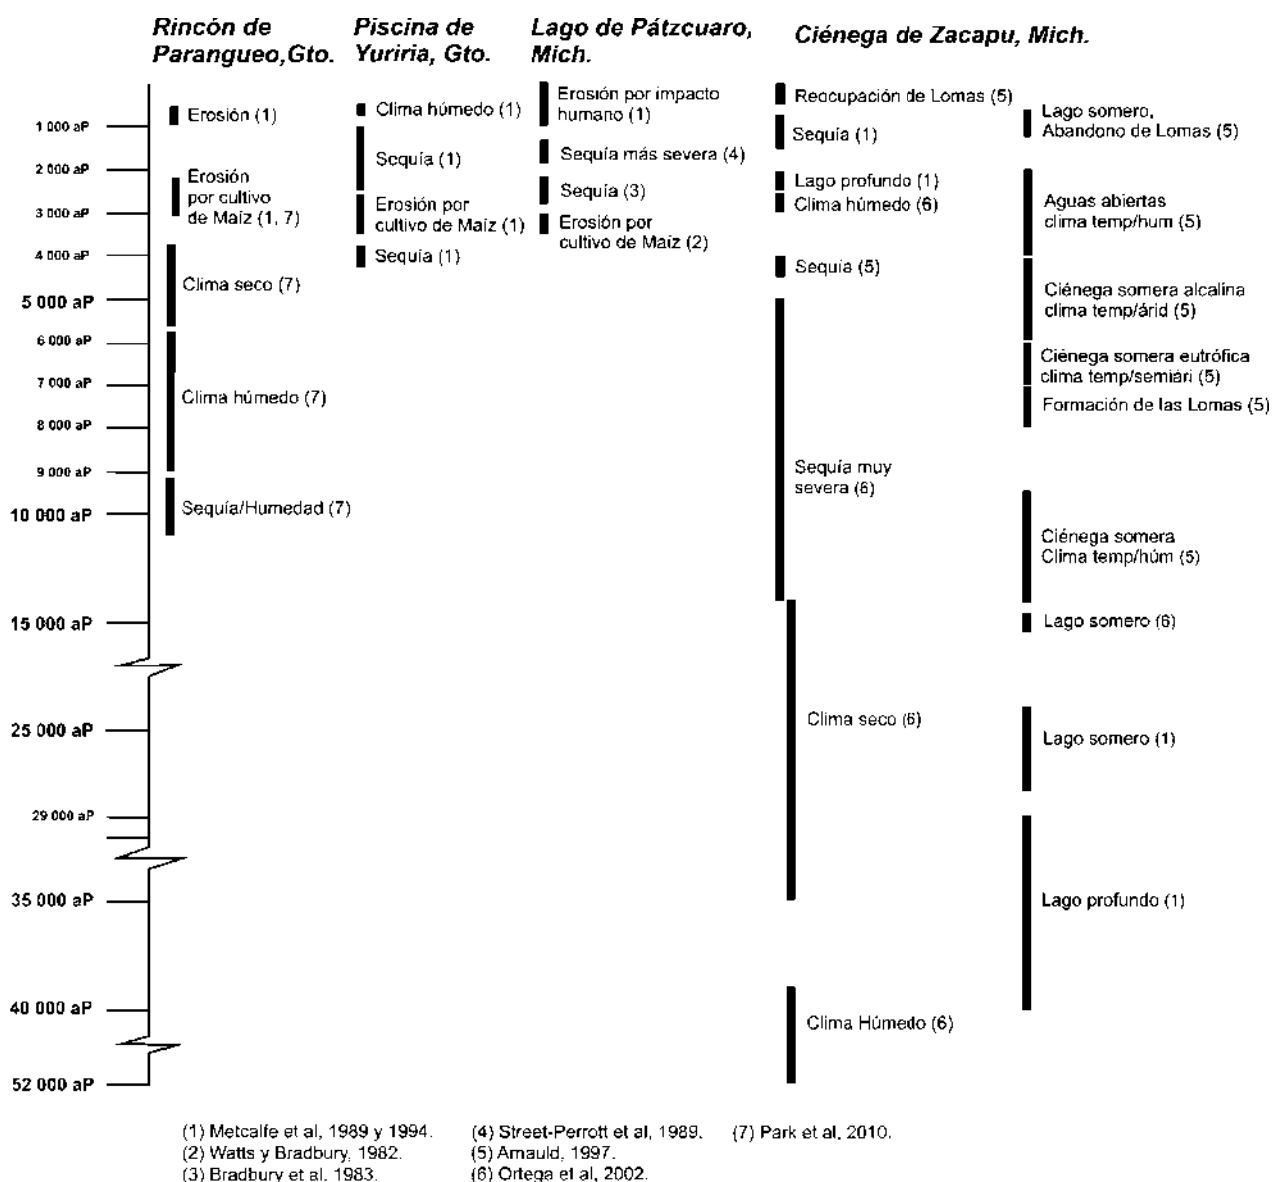 Rincón de
Parangueo,Gto.
Piscina de
Yuriria, Gto.
Lago de Pátzcuaro,
Mich.
Ciénega de Zacapu, Mich.
1 000 aP
2 000 aP
3 000 aP
4 000 aP
5 000 aP
6 000 aP
7 000 aP
8 000 aP
9 000 aP
10 000 aP
15 000 aP
25 000 aP
29 000 aP
35 000 aP
40 000 aP
52 000 aP
Erosión (1)
Erosión
por cultivo
de Maíz (1, 7)
Clima seco (7)
Clima húmedo (7)
Sequía/Humedad (7)
Clima húmedo (1)
Sequía (1)
Erosión por
cultivo de Maíz (1)
Sequía (1)
Erosión por impacto
humano (1)
Sequía más severa (4)
Sequía (3)
Erosión por
cultivo de Maíz (2)
Reocupación de Lomas (5)
Sequía (1)
Lago profundo (1)
Clima húmedo (6)
Sequía (5)
Sequía muy
severa (6)
Clima seco (6)
Clima Húmedo (6)
Lago somero,
Abandono de Lomas (5)
Aguas abiertas
clima temp/hum (5)
Ciénega somera alcalina
clima temp/árid (5)
Ciénega somera eutrófica
clima temp/semiári (5)
Formación de las Lomas (5)
Ciénega somera
Clima temp/húm (5)
Lago somero (6)
Lago somero (1)
Lago profundo (1)
(1) Metcalfe et al, 1989 y 1994.
(2) Watts y Bradbury, 1982.
(3) Bradbury et al, 1983.
(4) Street-Perrott et al, 1989.
(5) Arnauld, 1997.
(6) Ortega et al, 2002.
(7) Park et al, 2010.